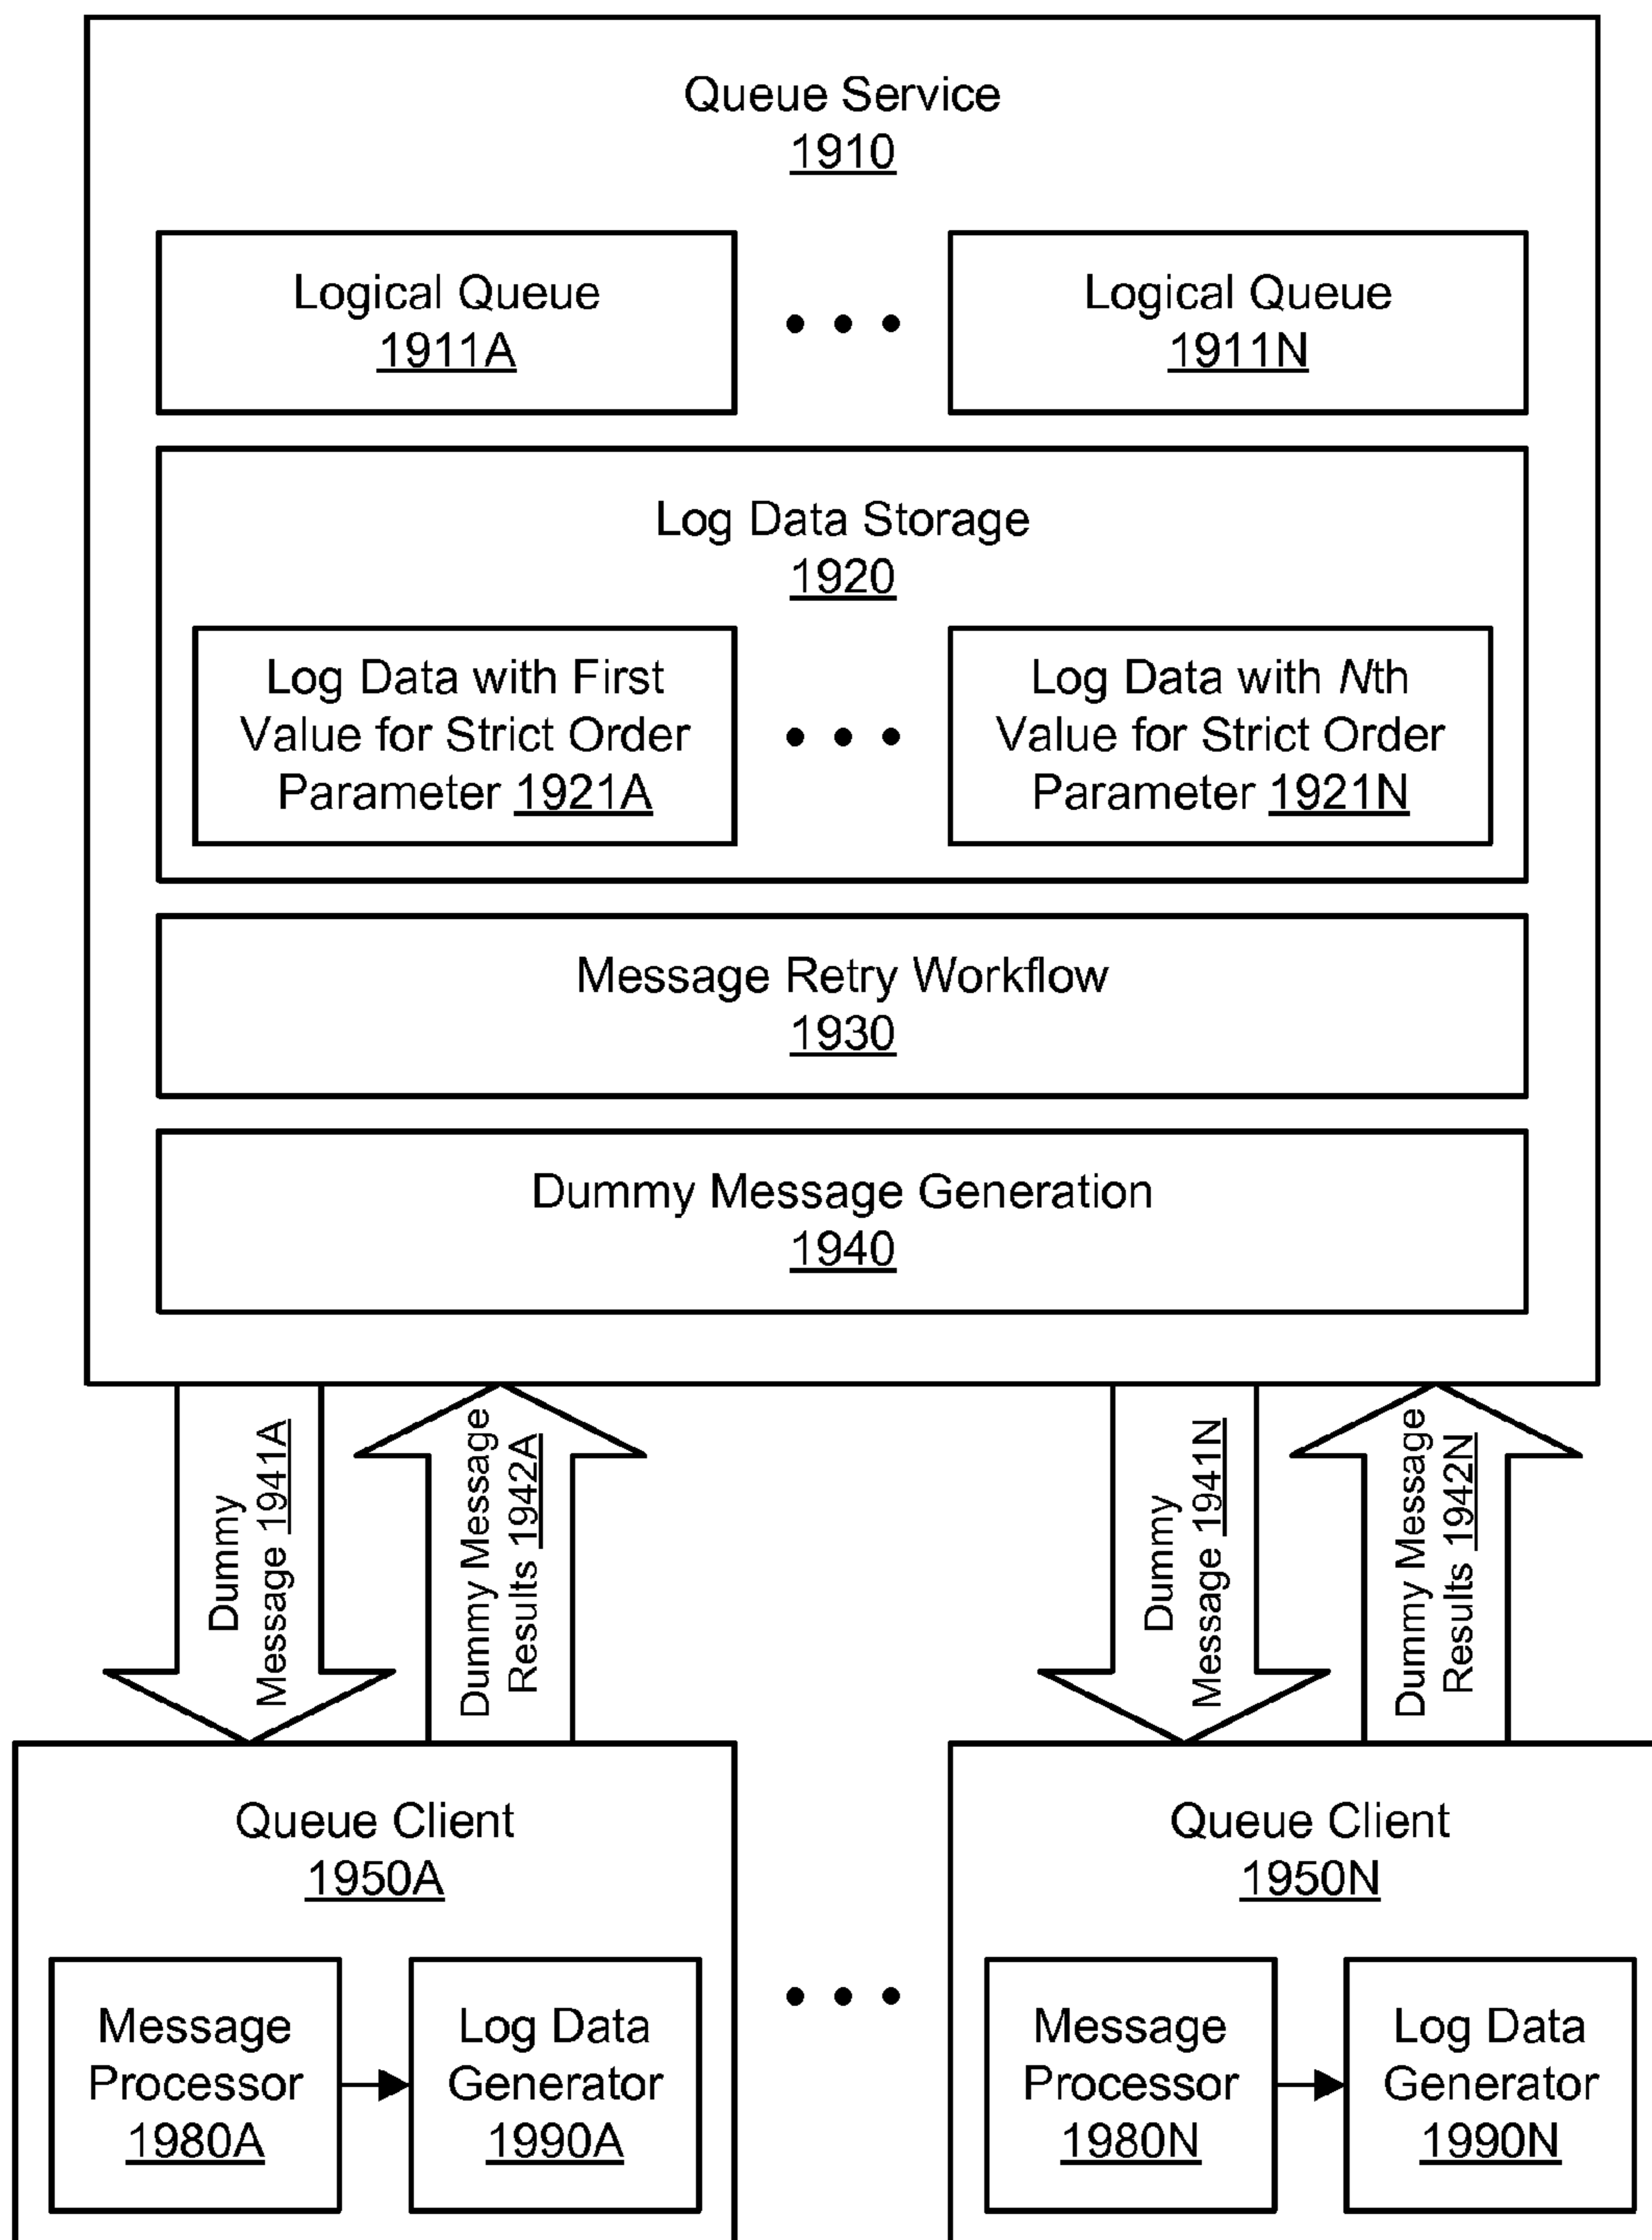 Queue Service
1910
Logical Queue
1911A
Logical Queue
1911N
Log Data Storage
1920
Log Data with First
Value for Strict Order
Parameter 1921A
Log Data with Nth
Value for Strict Order
Parameter 1921N
Message Retry Workflow
1930
Dummy Message Generation
1940
Dummy
Message 1941A
Dummy Message
Results 1942A
Dummy
Message 1941N
Dummy Message
Results 1942N
Queue Client
1950A
Message
Processor
1980A
Log Data
Generator
1990A
Queue Client
1950N
Message
Processor
1980N
Log Data
Generator
1990N